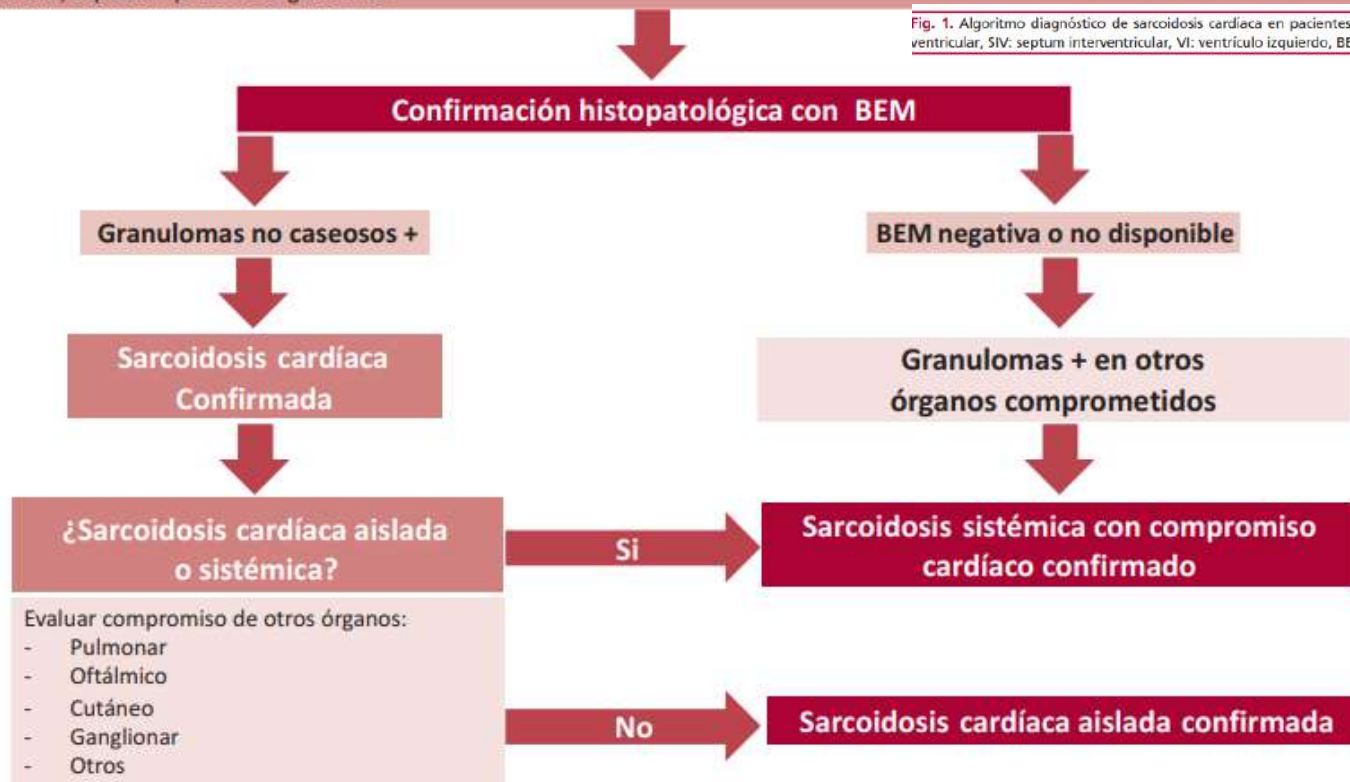 Fig. 1. Algoritmo diagnóstico de sarcoidosis cardíaca en pacientes
ventricular, SIV: septum interventricular, VI: ventrículo izquierdo, BE
Confirmación histopatológica con BEM
Granulomas no caseosos +
BEM negativa o no disponible
Sarcoidosis cardíaca
Confirmada
Granulomas + en otros
órganos comprometidos
¿Sarcoidosis cardíaca aislada
o sistémica?
Si
Sarcoidosis sistémica con compromiso
cardíaco confirmado
Evaluar compromiso de otros órganos:
- Pulmonar
- Oftálmico
- Cutáneo
- Ganglionar
- Otros
No
Sarcoidosis cardíaca aislada confirmada